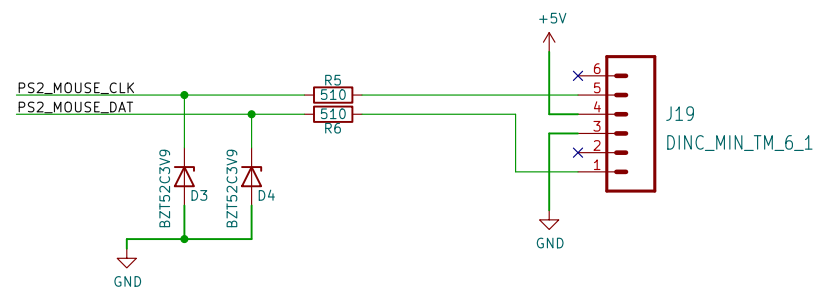 +5V
PS2_MOUSE_CLK
PS2_MOUSE_DAT
R5
510
510
R6
6
5
4
3
2
1
J19
DINC_MIN_TM_6_1
BZT52C3V9
D3
BZT52C3V9
D4
GND
GND